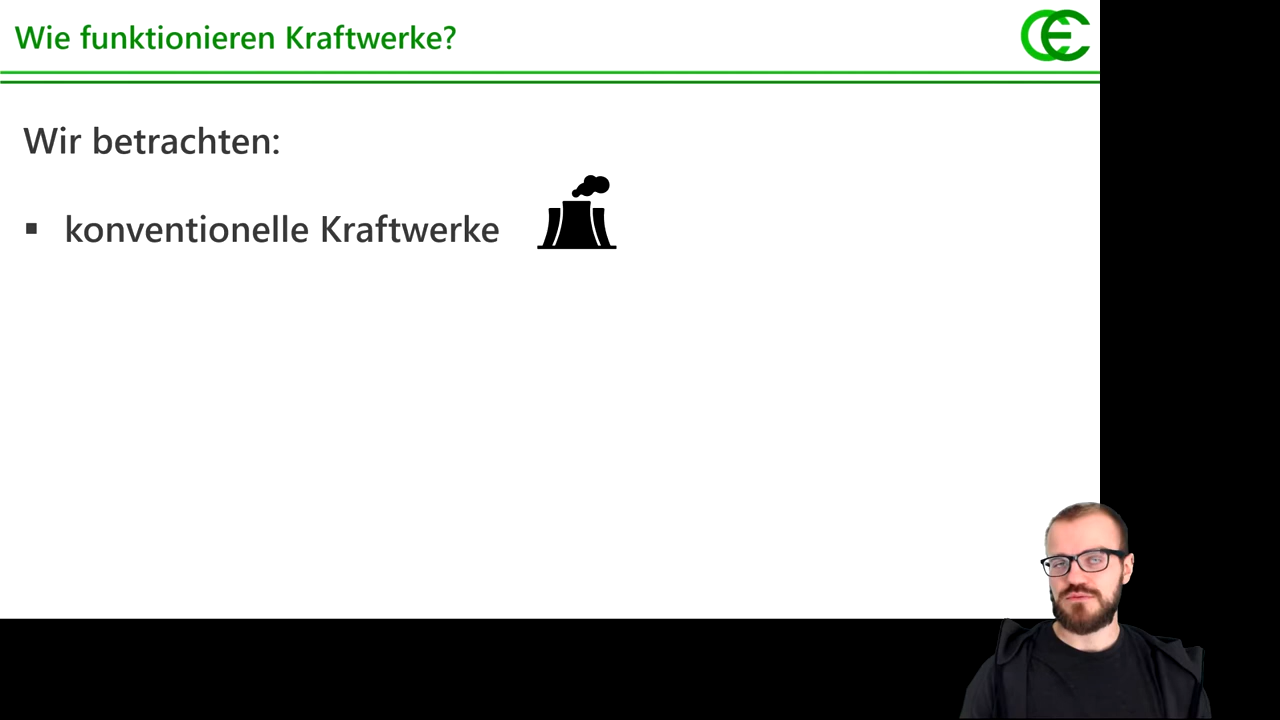 Wie funktionieren Kraftwerke?
Wir betrachten:
▪ konventionelle Kraftwerke